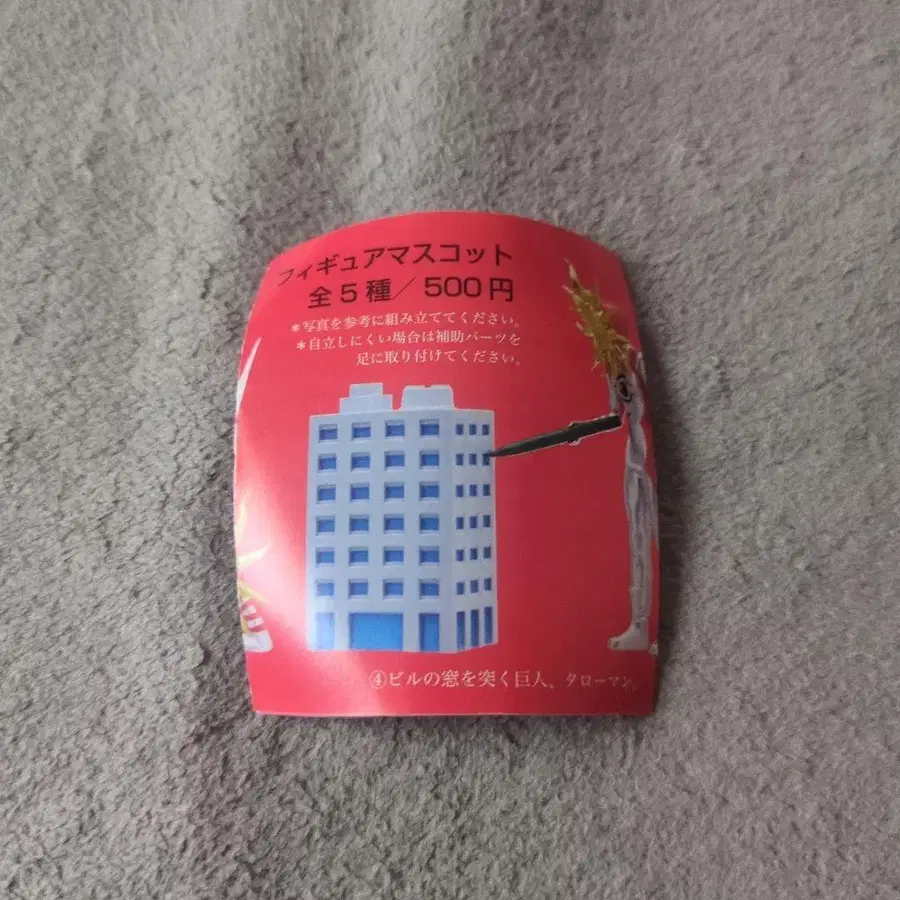 フィギュアマスコット
全5種／500円
＊写真を参考に組み立ててください。
＊自立しにくい場合は補助パーツを
足に取り付けてください。
④ビルの窓を突く巨人、タローマン。